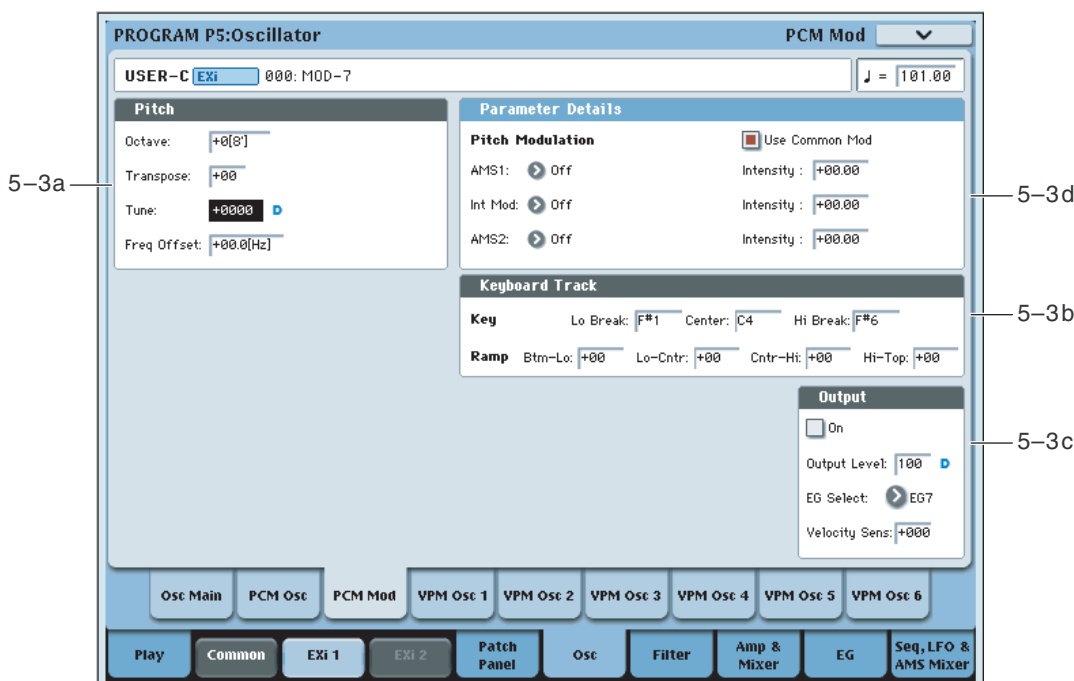 PROGRAM P5:Oscillator PCM Mod
USER-C EXi 000: MOD-7 ♩ = 101.00
Pitch
Octave: +0[8']
Transpose: +00
Tune: +0000 D
Freq Offset: +00.0[Hz]
5–3a
Parameter Details
Pitch Modulation Use Common Mod
AMS1: Off Intensity : +00.00
Int Mod: Off Intensity : +00.00
AMS2: Off Intensity : +00.00
5–3d
Keyboard Track
Key Lo Break: F#1 Center: C4 Hi Break: F#6
Ramp Btm-Lo: +00 Lo-Cntr: +00 Cntr-Hi: +00 Hi-Top: +00
5–3b
Output
On
Output Level: 100 D
EG Select: EG7
Velocity Sens: +000
5–3c
Osc Main PCM Osc PCM Mod VPM Osc 1 VPM Osc 2 VPM Osc 3 VPM Osc 4 VPM Osc 5 VPM Osc 6
Play Common EXi 1 EXi 2 Patch Panel Osc Filter Amp & Mixer EG Seq, LFO & AMS Mixer